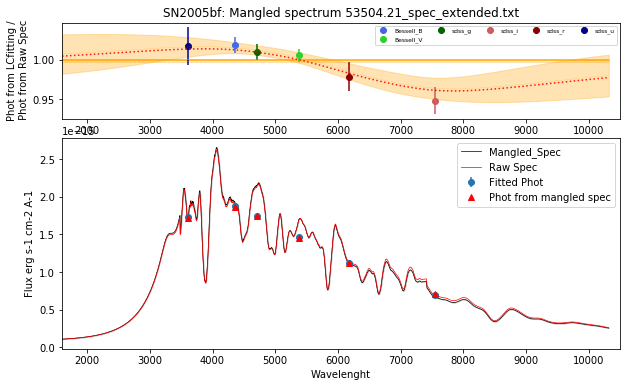 SN2005bf: Mangled spectrum 53504.21_spec_extended.txt
Phot from LCfitting /
Phot from Raw Spec
1.00
0.95
Bessell_B
Bessell_V
sdss_g
sdss_i
sdss_r
sdss_u
2000 3000 4000 5000 6000 7000 8000 9000 10000
1e−15
Flux erg s-1 cm-2 A-1
2.5
2.0
1.5
1.0
0.5
0.0
Mangled_Spec
Raw Spec
Fitted Phot
Phot from mangled spec
2000 3000 4000 5000 6000 7000 8000 9000 10000
Wavelenght